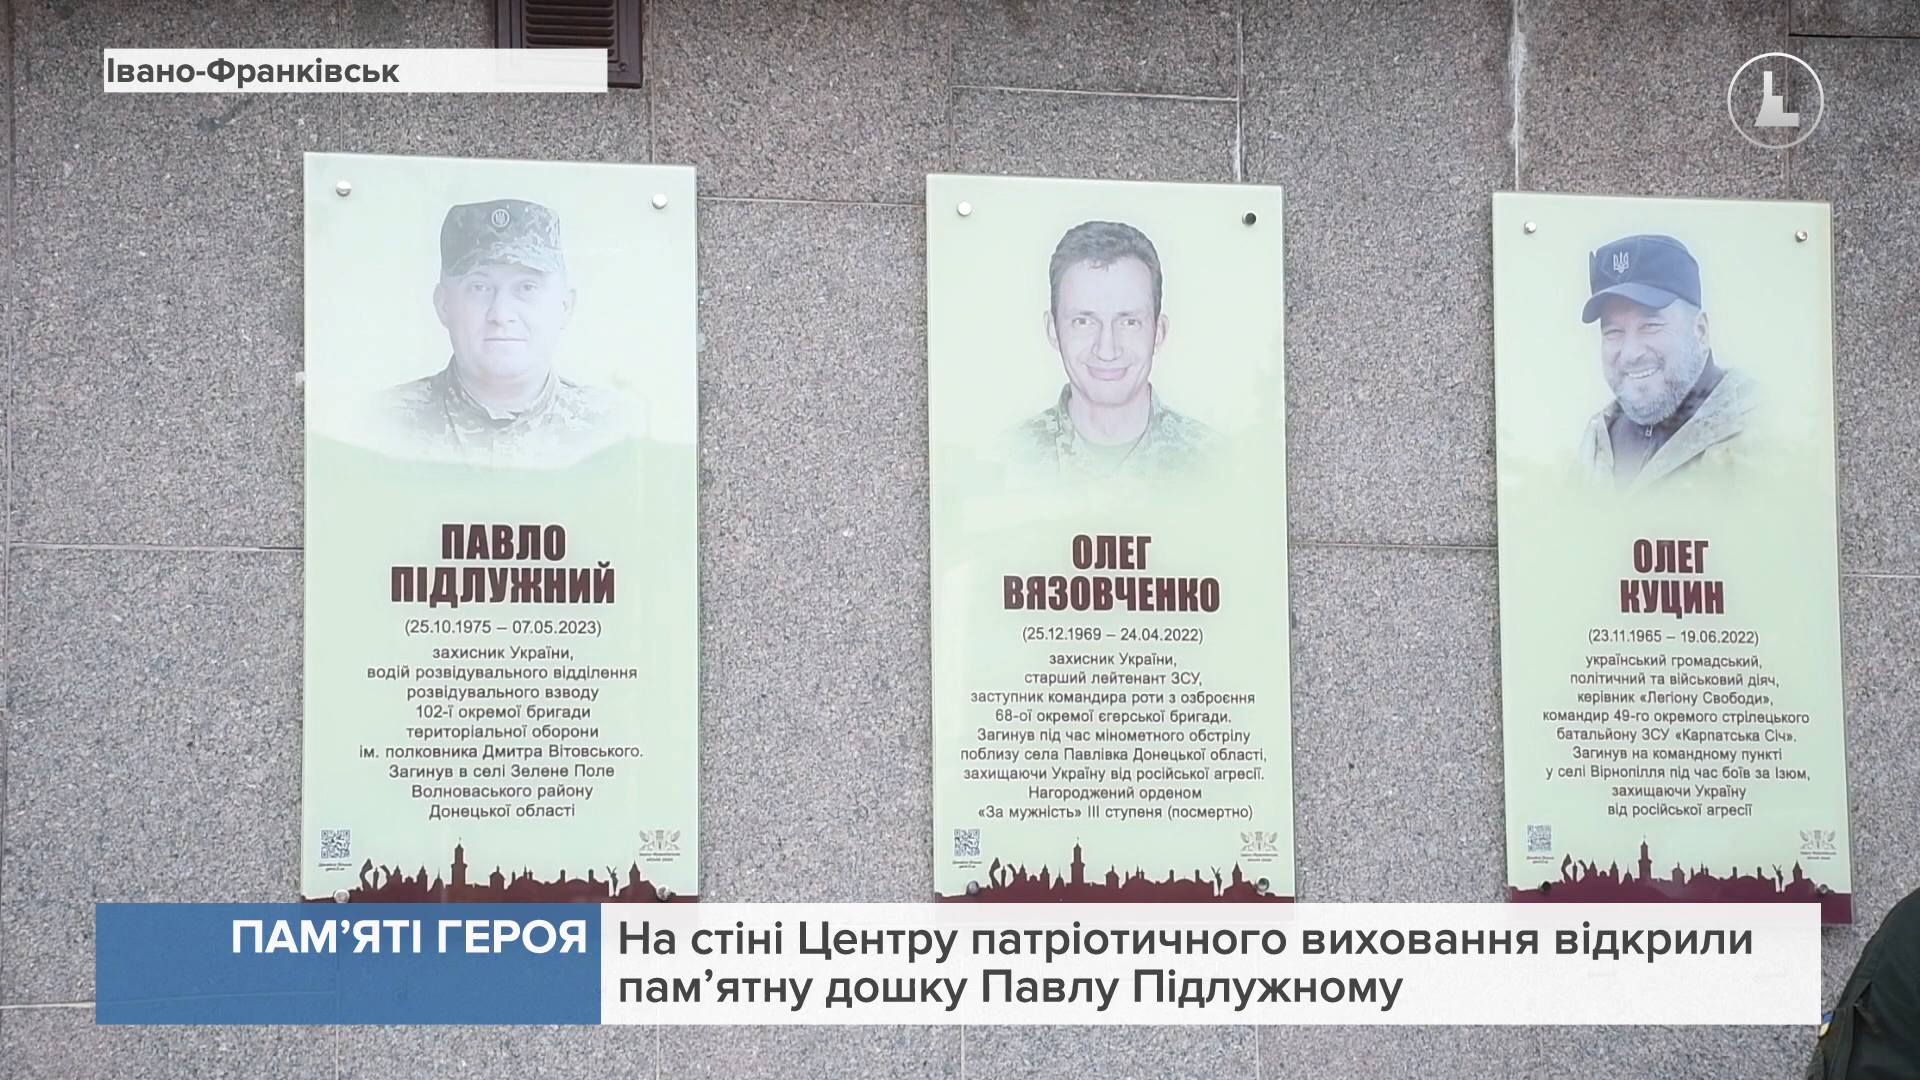 Івано-Франківськ
ПАВЛО
ПІДЛУЖНИЙ
(25.10.1975 – 07.05.2023)
захисник України,
водій розвідувального відділення
розвідувального взводу
102-ї окремої бригади
територіальної оборони
ім. полковника Дмитра Вітовського.
Загинув в селі Зелене Поле
Волноваського району
Донецької області
ОЛЕГ
ВЯЗОВЧЕНКО
(25.12.1969 – 24.04.2022)
захисник України,
старший лейтенант ЗСУ,
заступник командира роти з озброєння
68-ої окремої єгерської бригади.
Загинув під час мінометного обстрілу
поблизу села Павлівка Донецької області,
захищаючи Україну від російської агресії.
Нагороджений орденом
«За мужність» ІІІ ступеня (посмертно)
ОЛЕГ
КУЦИН
(23.11.1965 – 19.06.2022)
український громадський,
політичний та військовий діяч,
керівник «Легіону Свободи»,
командир 49-го окремого стрілецького
батальйону ЗСУ «Карпатська Січ».
Загинув на командному пункті
у селі Вірнопілля під час боїв за Ізюм,
захищаючи Україну
від російської агресії
ПАМ’ЯТІ ГЕРОЯ
На стіні Центру патріотичного виховання відкрили
пам’ятну дошку Павлу Підлужному